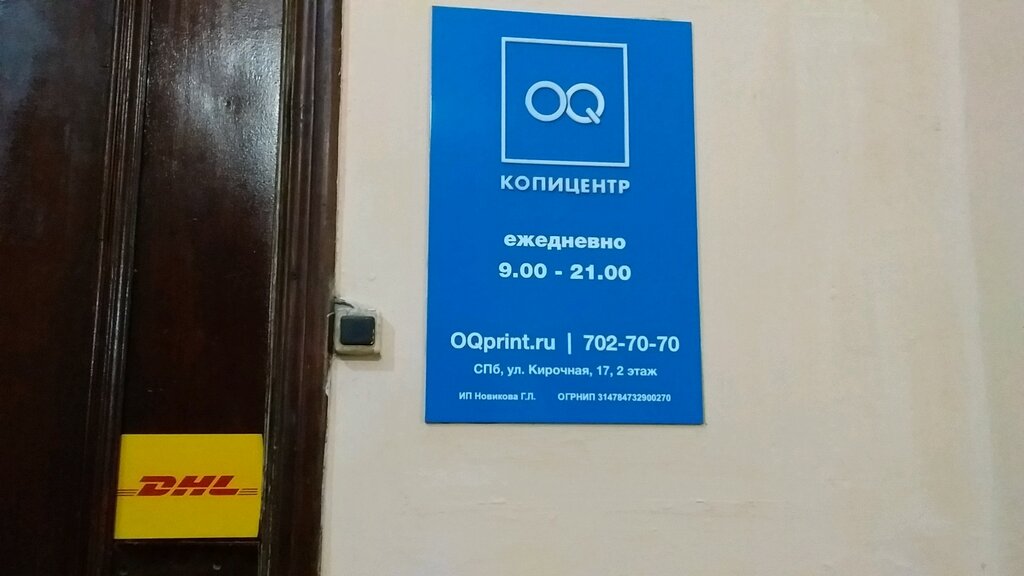 OQ
КОПИЦЕНТР
ежедневно
9.00 - 21.00
OQprint.ru | 702-70-70
СПб, ул. Кирочная, 17, 2 этаж
ИП Новикова Г.Л. ОГРНИП 314784732900270
DHL